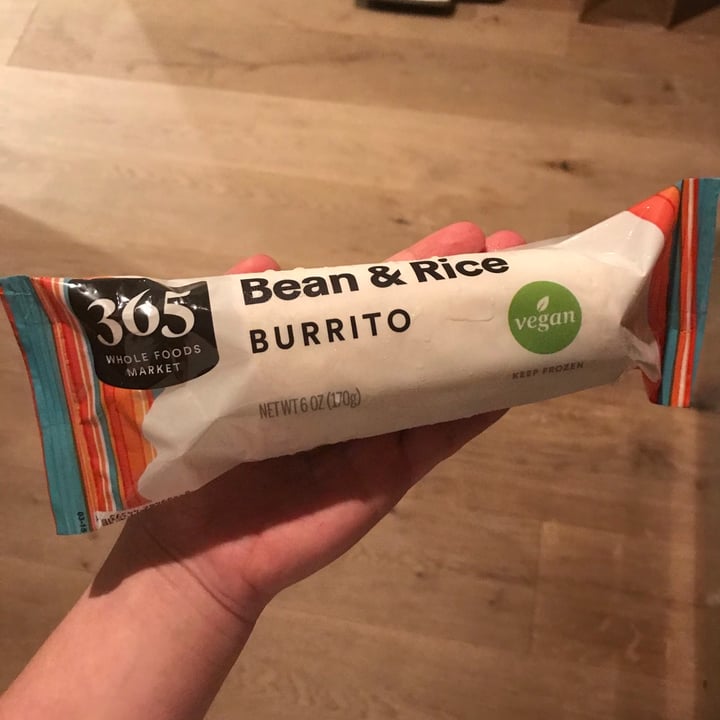 365
WHOLE FOODS
MARKET
Bean & Rice
BURRITO
vegan
KEEP FROZEN
NET WT 6 OZ (170g)